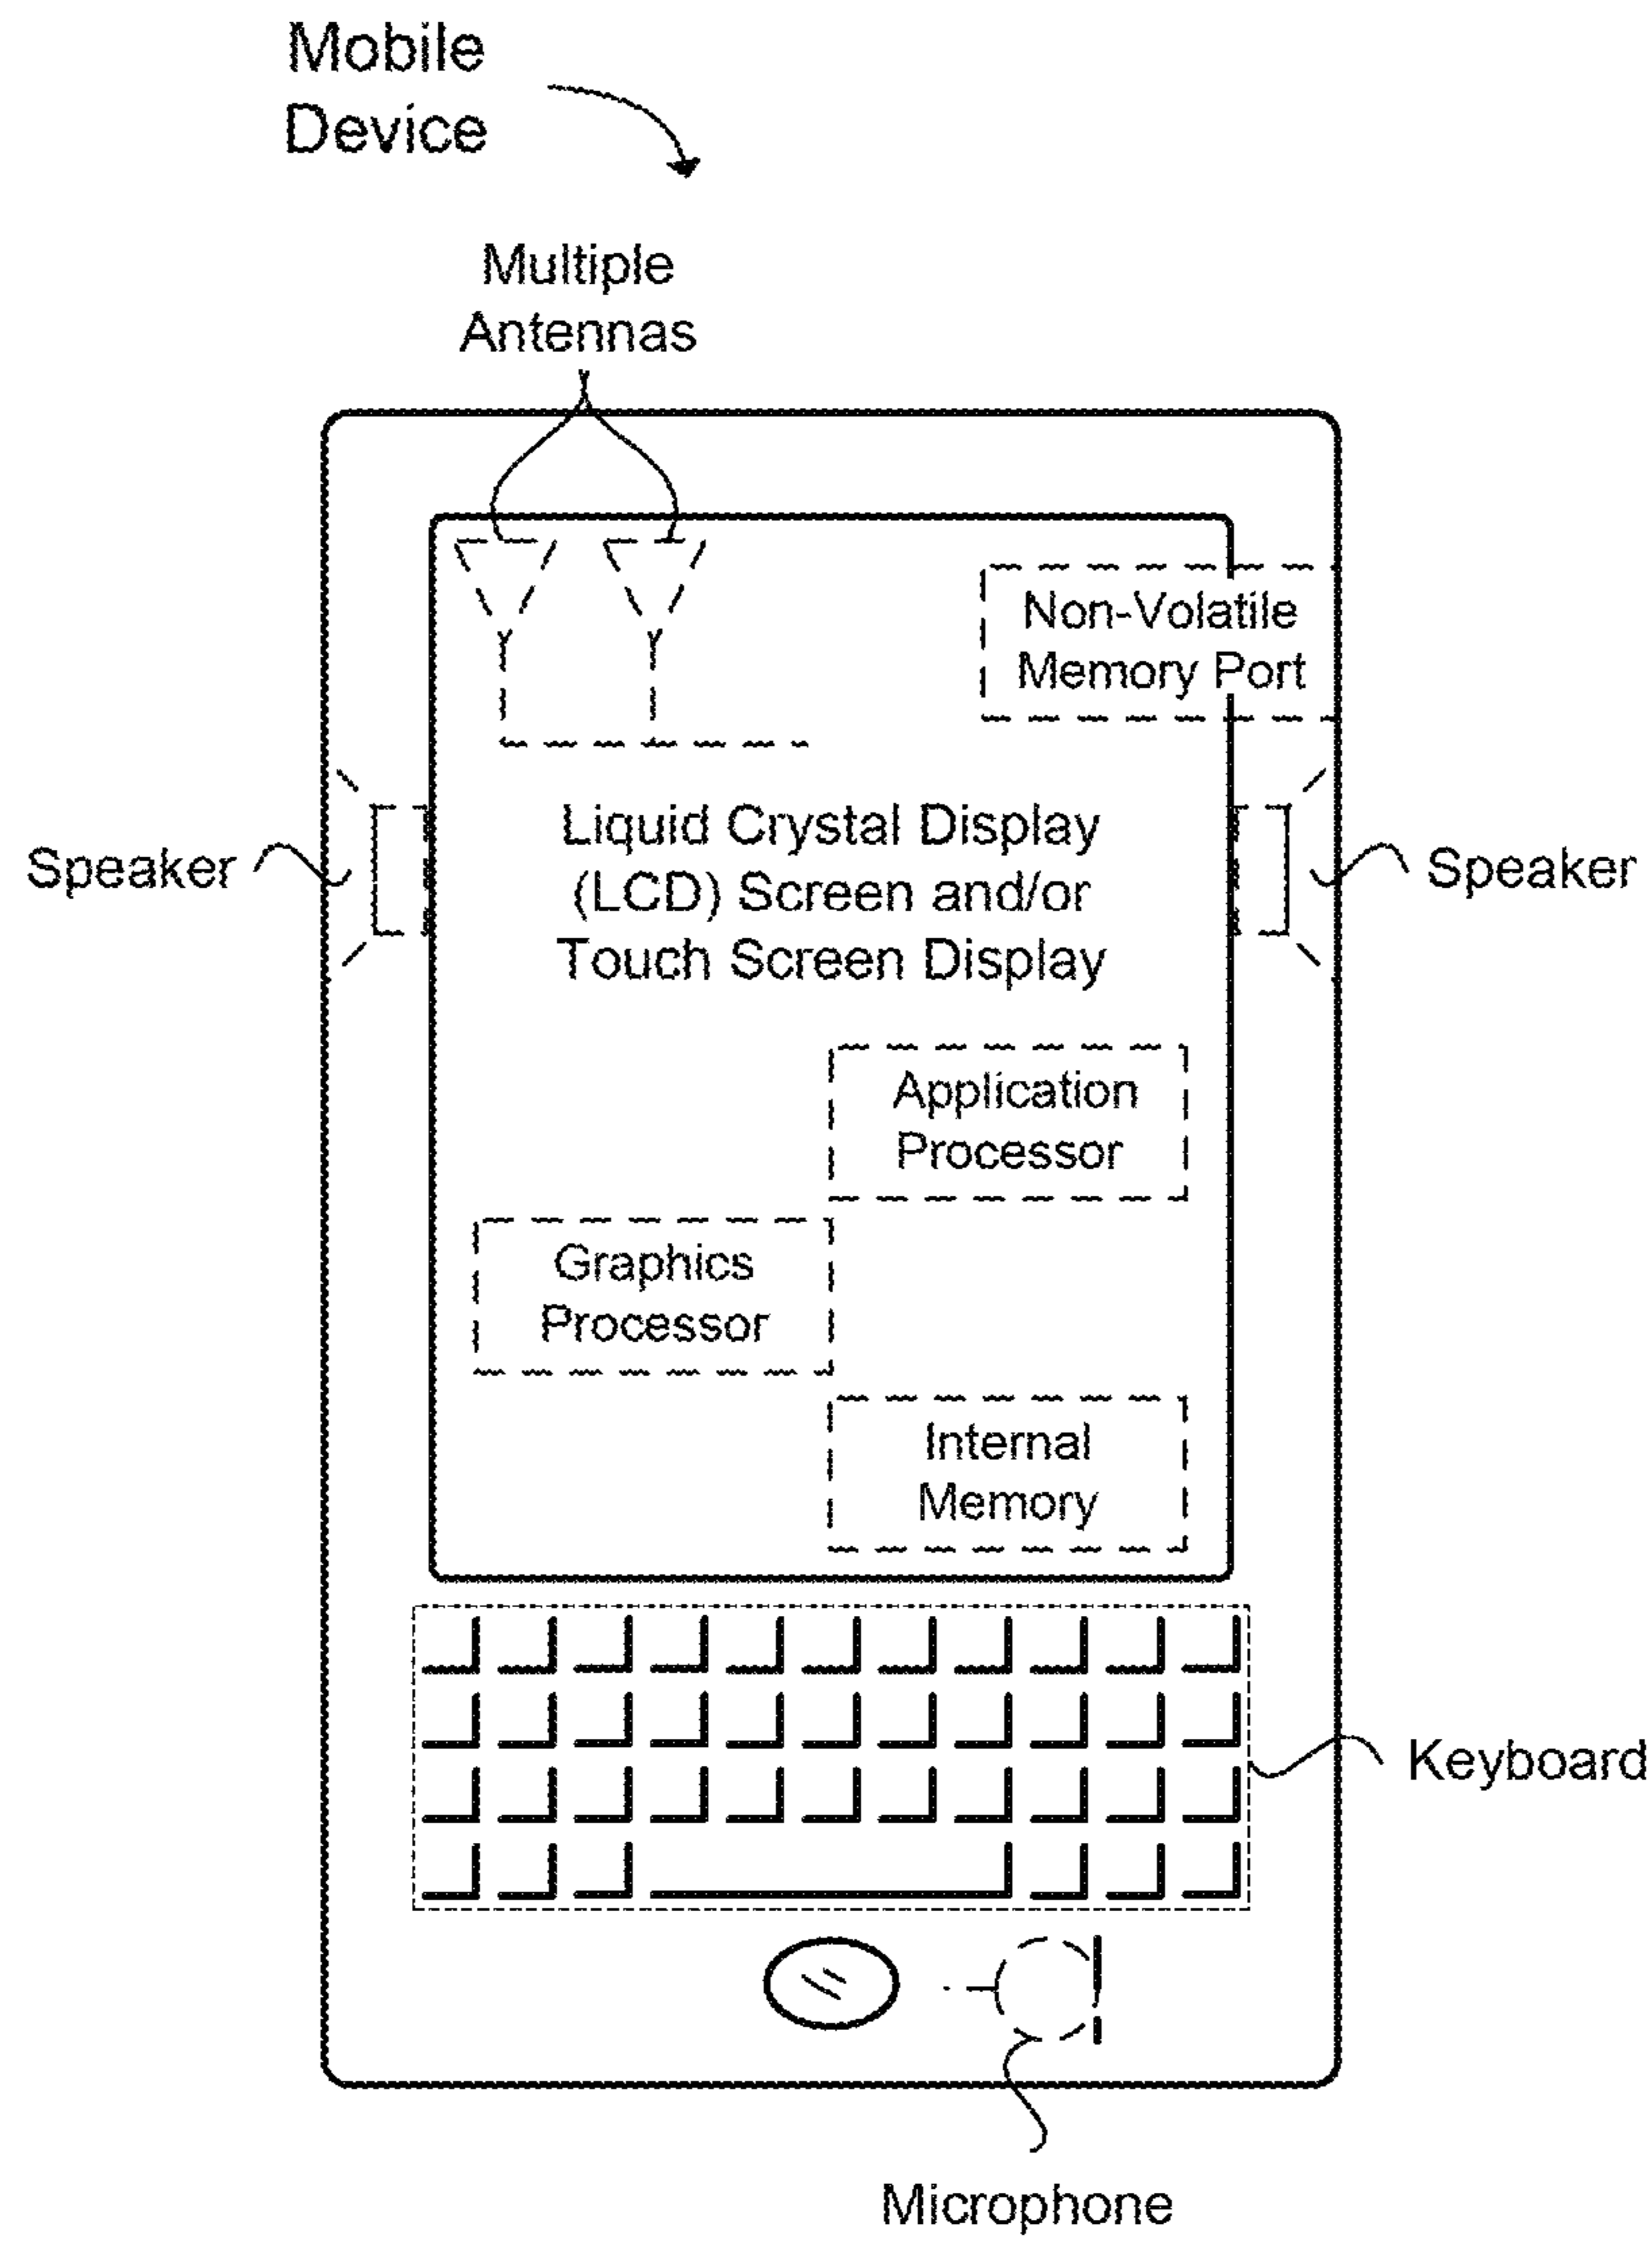 Mobile
Device
Multiple
Antennas
Non-Volatile
Memory Port
Speaker
Liquid Crystal Display
(LCD) Screen and/or
Touch Screen Display
Speaker
Application
Processor
Graphics
Processor
Internal
Memory
Keyboard
Microphone